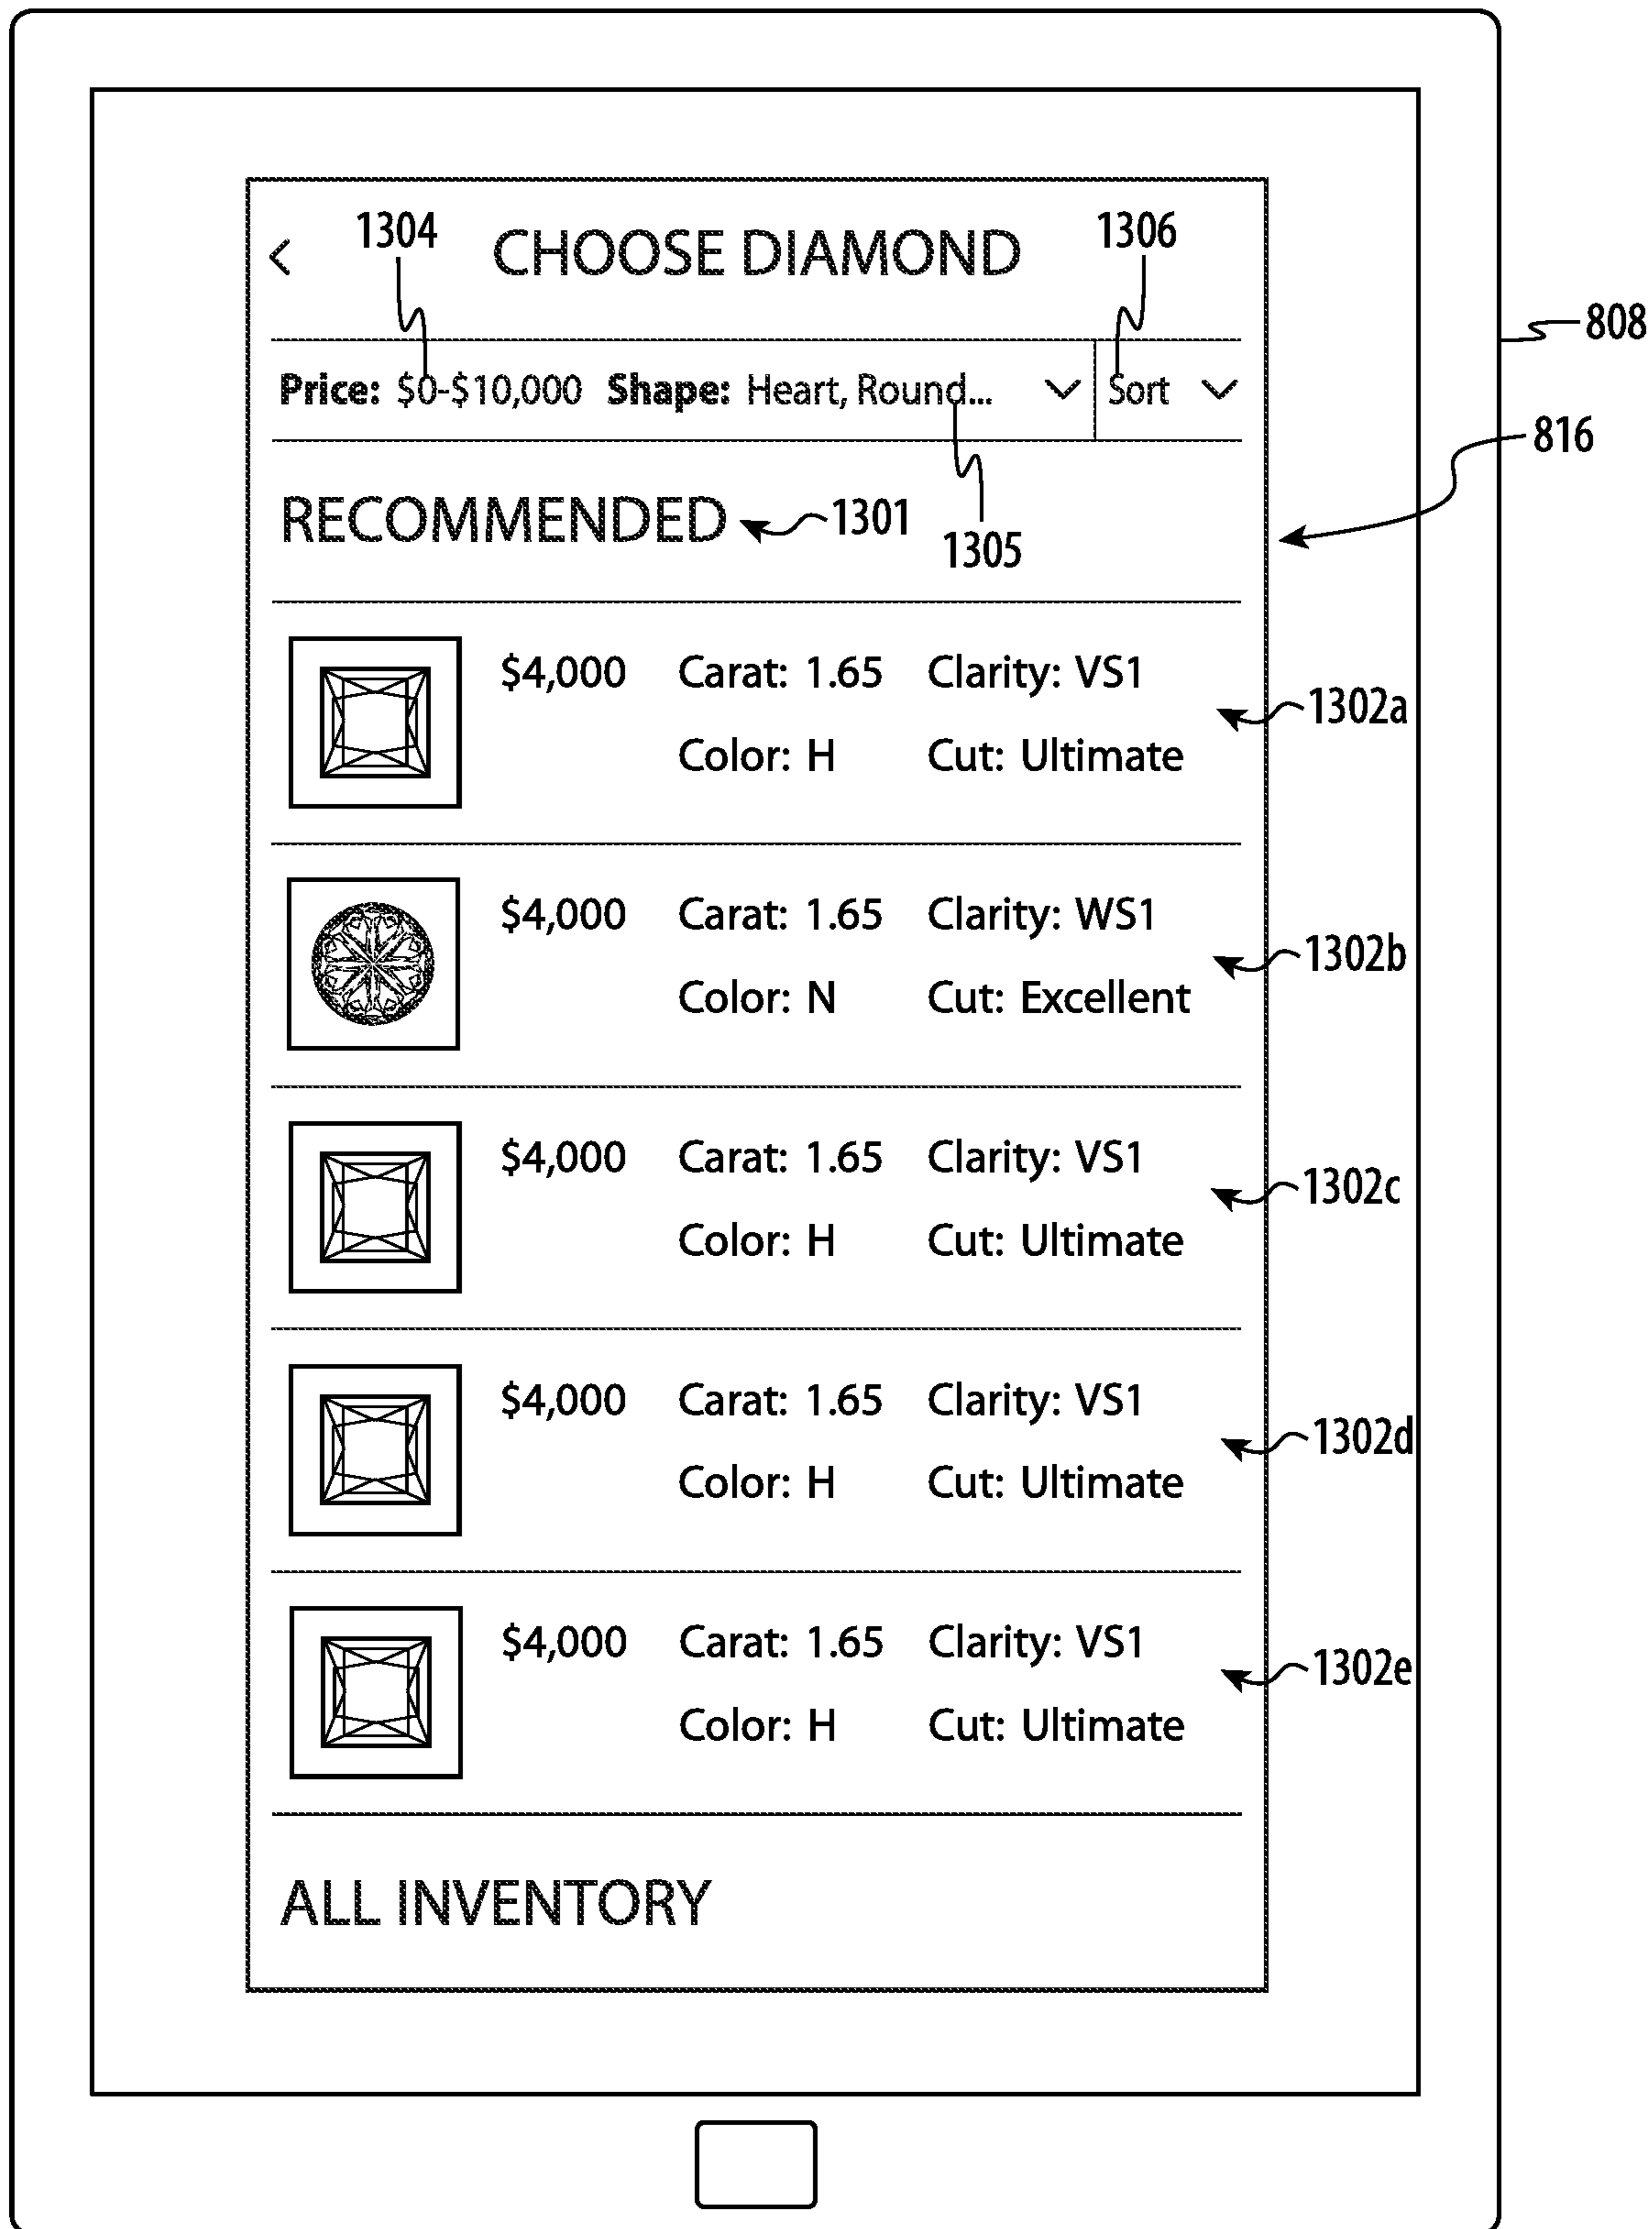 1304 CHOOSE DIAMOND 1306
808
Price: $0-$10,000 Shape: Heart, Round... Sort
816
RECOMMENDED 1301
1305
$4,000 Carat: 1.65 Clarity: VS1
1302a
Color: H Cut: Ultimate
$4,000 Carat: 1.65 Clarity: WS1
1302b
Color: N Cut: Excellent
$4,000 Carat: 1.65 Clarity: VS1
1302c
Color: H Cut: Ultimate
$4,000 Carat: 1.65 Clarity: VS1
1302d
Color: H Cut: Ultimate
$4,000 Carat: 1.65 Clarity: VS1
1302e
Color: H Cut: Ultimate
ALL INVENTORY